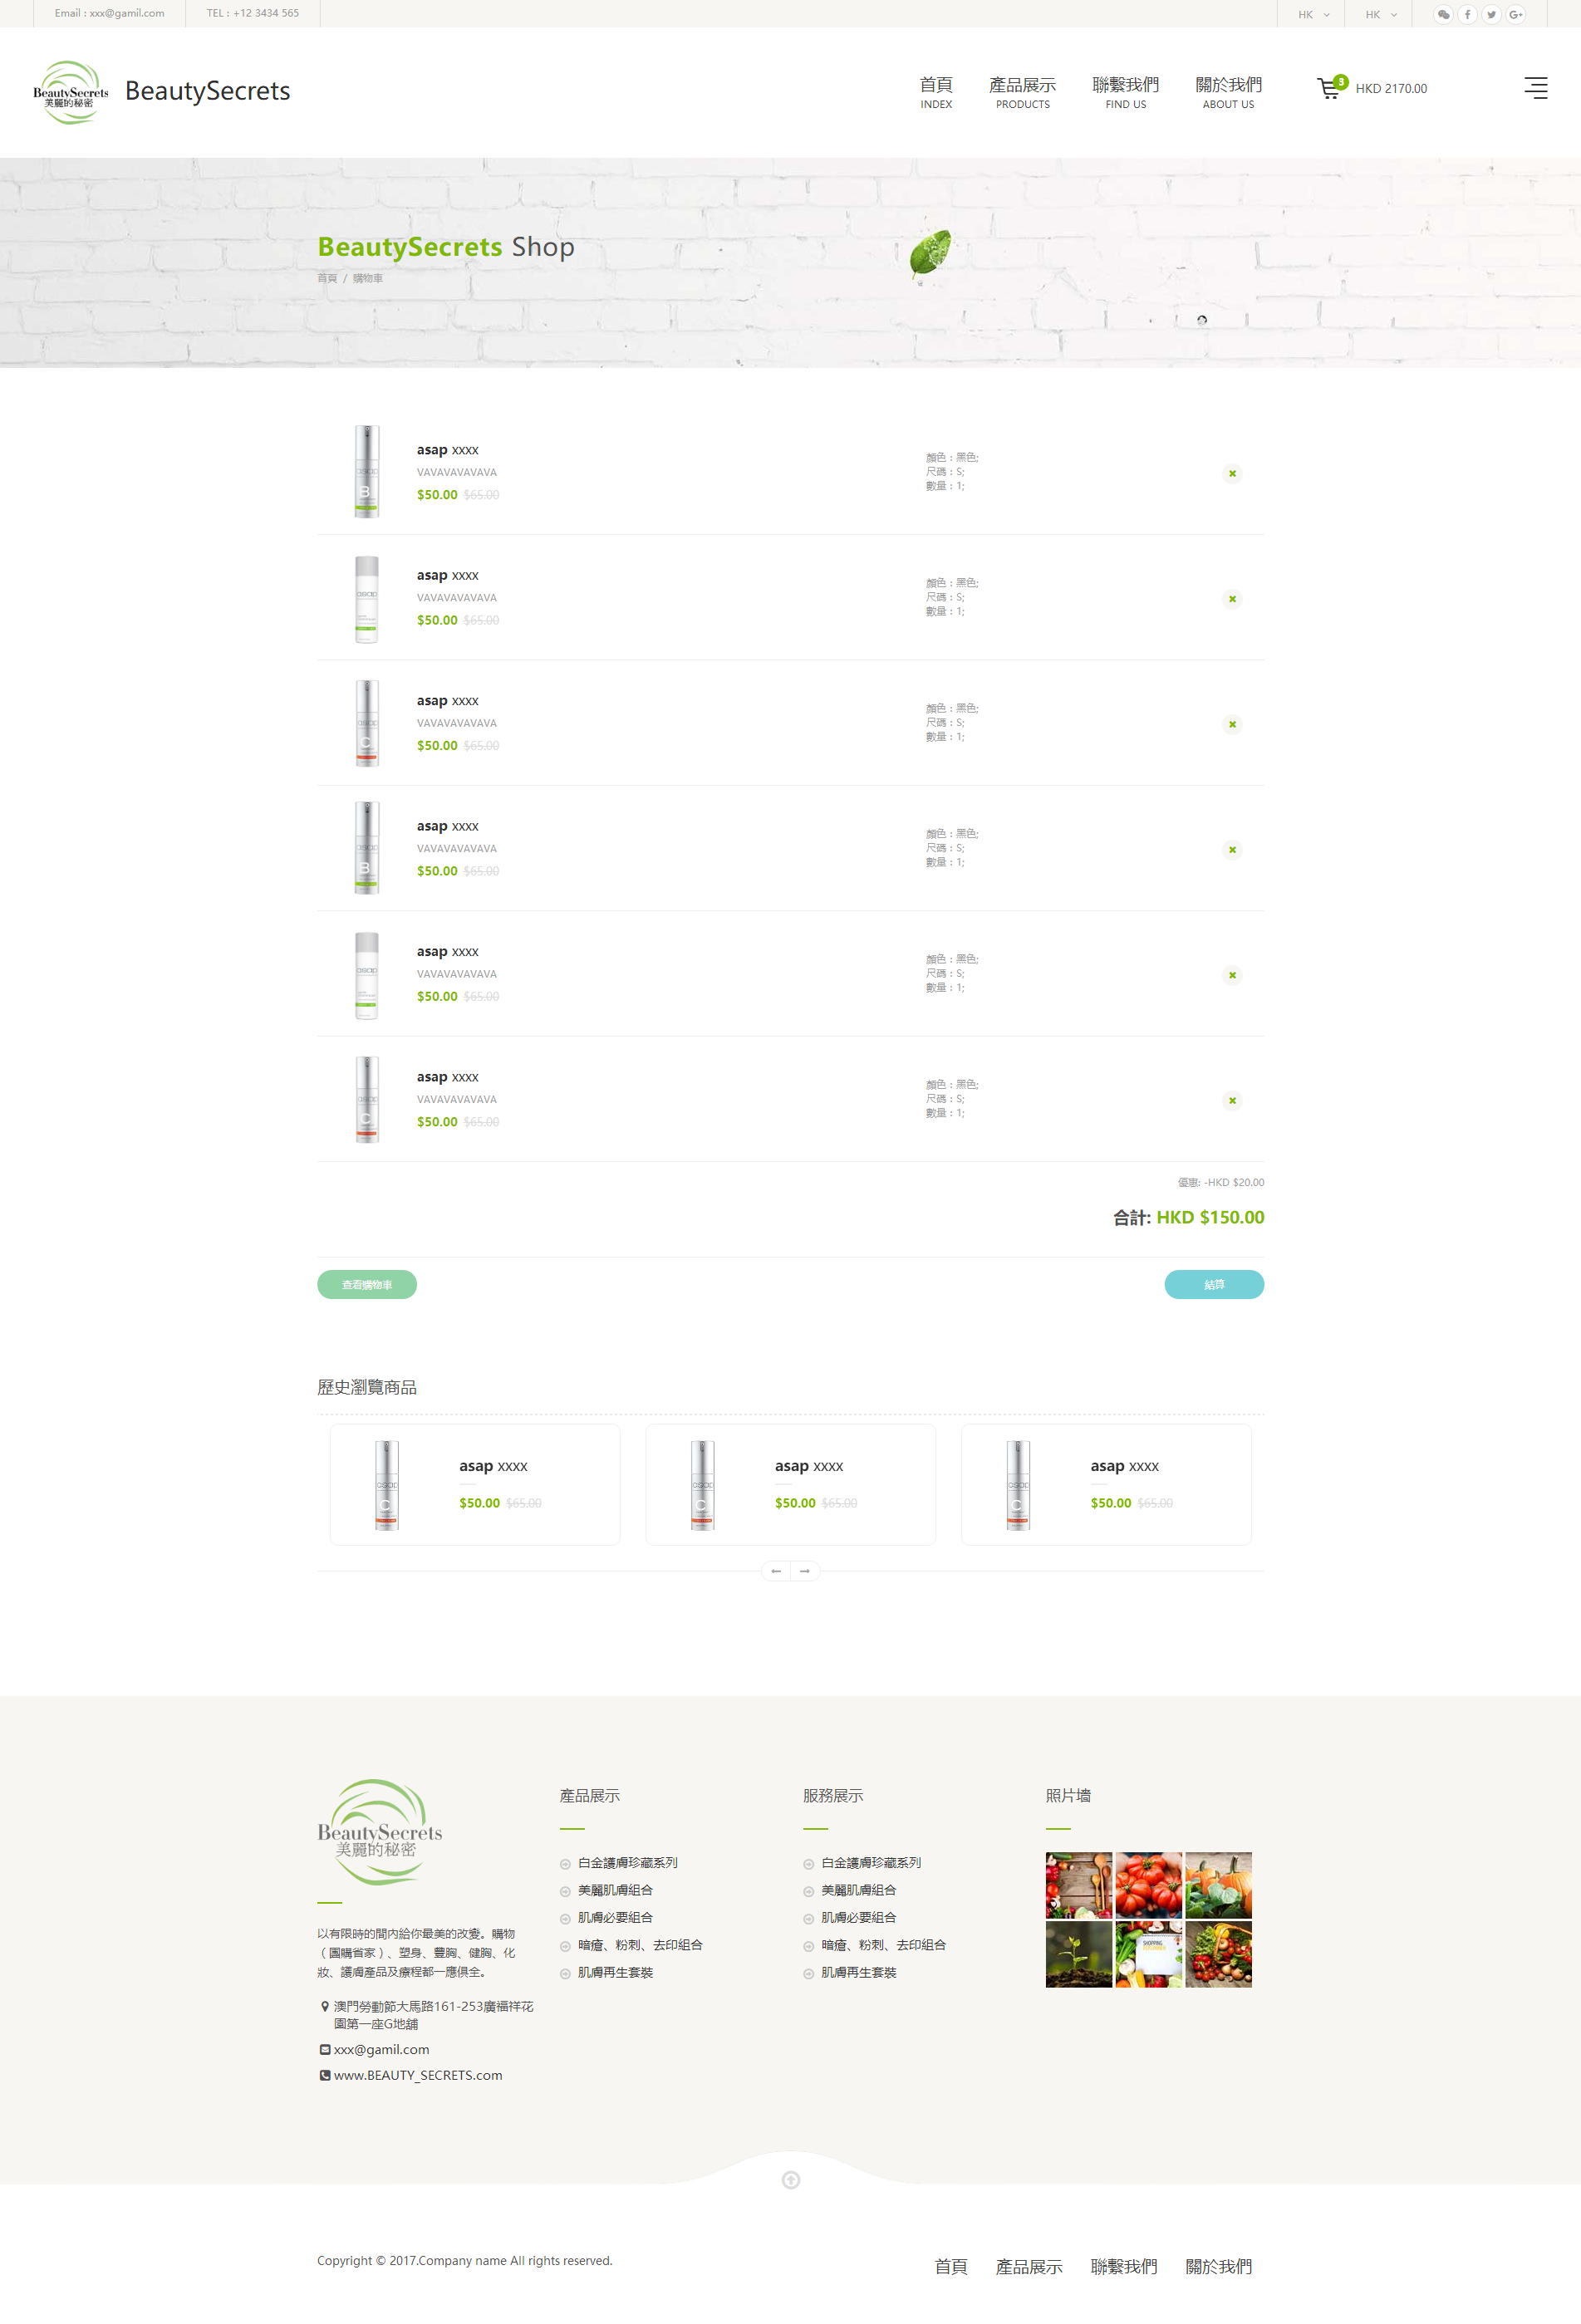 Email : xxx@gamil.com
TEL : +12 3434 565
HK
HK
BeautySecrets
美麗的秘密
BeautySecrets
首頁
INDEX
產品展示
PRODUCTS
聯繫我們
FIND US
關於我們
ABOUT US
3
HKD 2170.00
BeautySecrets Shop
首頁 / 購物車
asap xxxx
VAVAVAVAVAVA
$50.00 $65.00
顏色 : 黑色;
尺碼 : S;
數量 : 1;
asap xxxx
VAVAVAVAVAVA
$50.00 $65.00
顏色 : 黑色;
尺碼 : S;
數量 : 1;
asap xxxx
VAVAVAVAVAVA
$50.00 $65.00
顏色 : 黑色;
尺碼 : S;
數量 : 1;
asap xxxx
VAVAVAVAVAVA
$50.00 $65.00
顏色 : 黑色;
尺碼 : S;
數量 : 1;
asap xxxx
VAVAVAVAVAVA
$50.00 $65.00
顏色 : 黑色;
尺碼 : S;
數量 : 1;
asap xxxx
VAVAVAVAVAVA
$50.00 $65.00
顏色 : 黑色;
尺碼 : S;
數量 : 1;
優惠: -HKD $20.00
合計: HKD $150.00
查看購物車
結算
歷史瀏覽商品
asap xxxx
$50.00 $65.00
asap xxxx
$50.00 $65.00
asap xxxx
$50.00 $65.00
BeautySecrets
美麗的秘密
以有限時的間内給你最美的改變。購物
（團購省家）、塑身、豐胸、健胸、化
妝、護膚產品及療程都一應俱全。
澳門勞動節大馬路161-253廣福祥花
園第一座G地舖
xxx@gamil.com
www.BEAUTY_SECRETS.com
產品展示
白金護膚珍藏系列
美麗肌膚組合
肌膚必要組合
暗瘡、粉刺、去印組合
肌膚再生套裝
服務展示
白金護膚珍藏系列
美麗肌膚組合
肌膚必要組合
暗瘡、粉刺、去印組合
肌膚再生套裝
照片墻
Copyright © 2017.Company name All rights reserved.
首頁
產品展示
聯繫我們
關於我們